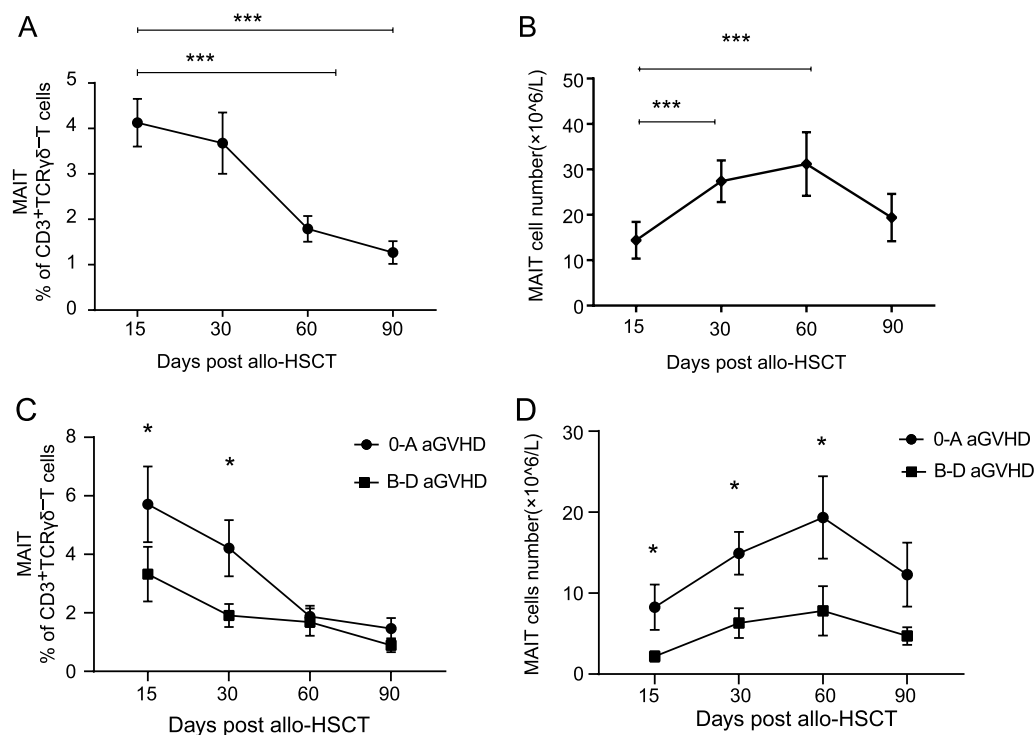 A
***
***
MAIT
% of CD3⁺TCRγδ⁻T cells
5
4
3
2
1
0
15 30 60 90
Days post allo-HSCT
B
***
***
MAIT cell number(×10^6/L)
50
40
30
20
10
0
15 30 60 90
Days post allo-HSCT
C
*
*
0-A aGVHD
B-D aGVHD
MAIT
% of CD3⁺TCRγδ⁻T cells
8
6
4
2
0
15 30 60 90
Days post allo-HSCT
D
*
*
*
0-A aGVHD
B-D aGVHD
MAIT cells number(×10^6/L)
30
20
10
0
15 30 60 90
Days post allo-HSCT